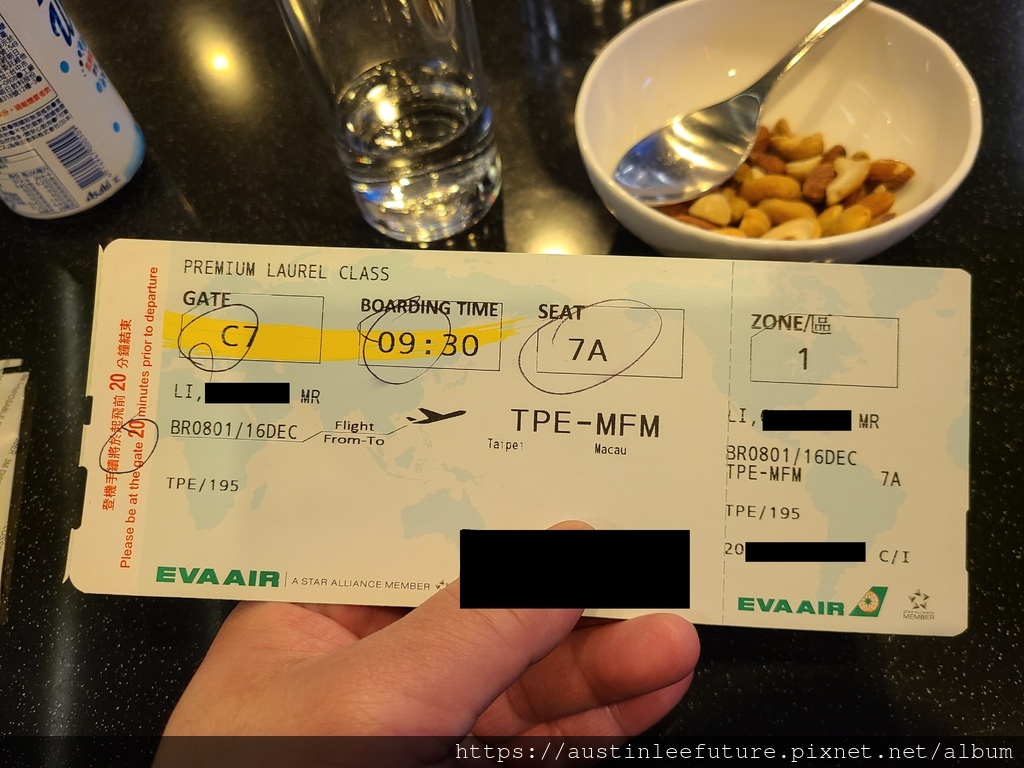 Asahi
PREMIUM LAUREL CLASS
GATE
BOARDING TIME
SEAT
ZONE/區
C7
09:30
7A
1
LI,
MR
LI,
MR
BR0801/16DEC
Flight
From-To
TPE-MFM
Taipei
Macau
BR0801/16DEC
TPE-MFM
7A
TPE/195
TPE/195
20
C/I
登機手續將於起飛前 20 分鐘結束
Please be at the gate 20 minutes prior to departure
EVA AIR
A STAR ALLIANCE MEMBER
EVA AIR
STAR ALLIANCE
MEMBER
https://austinleefuture.pixnet.net/album